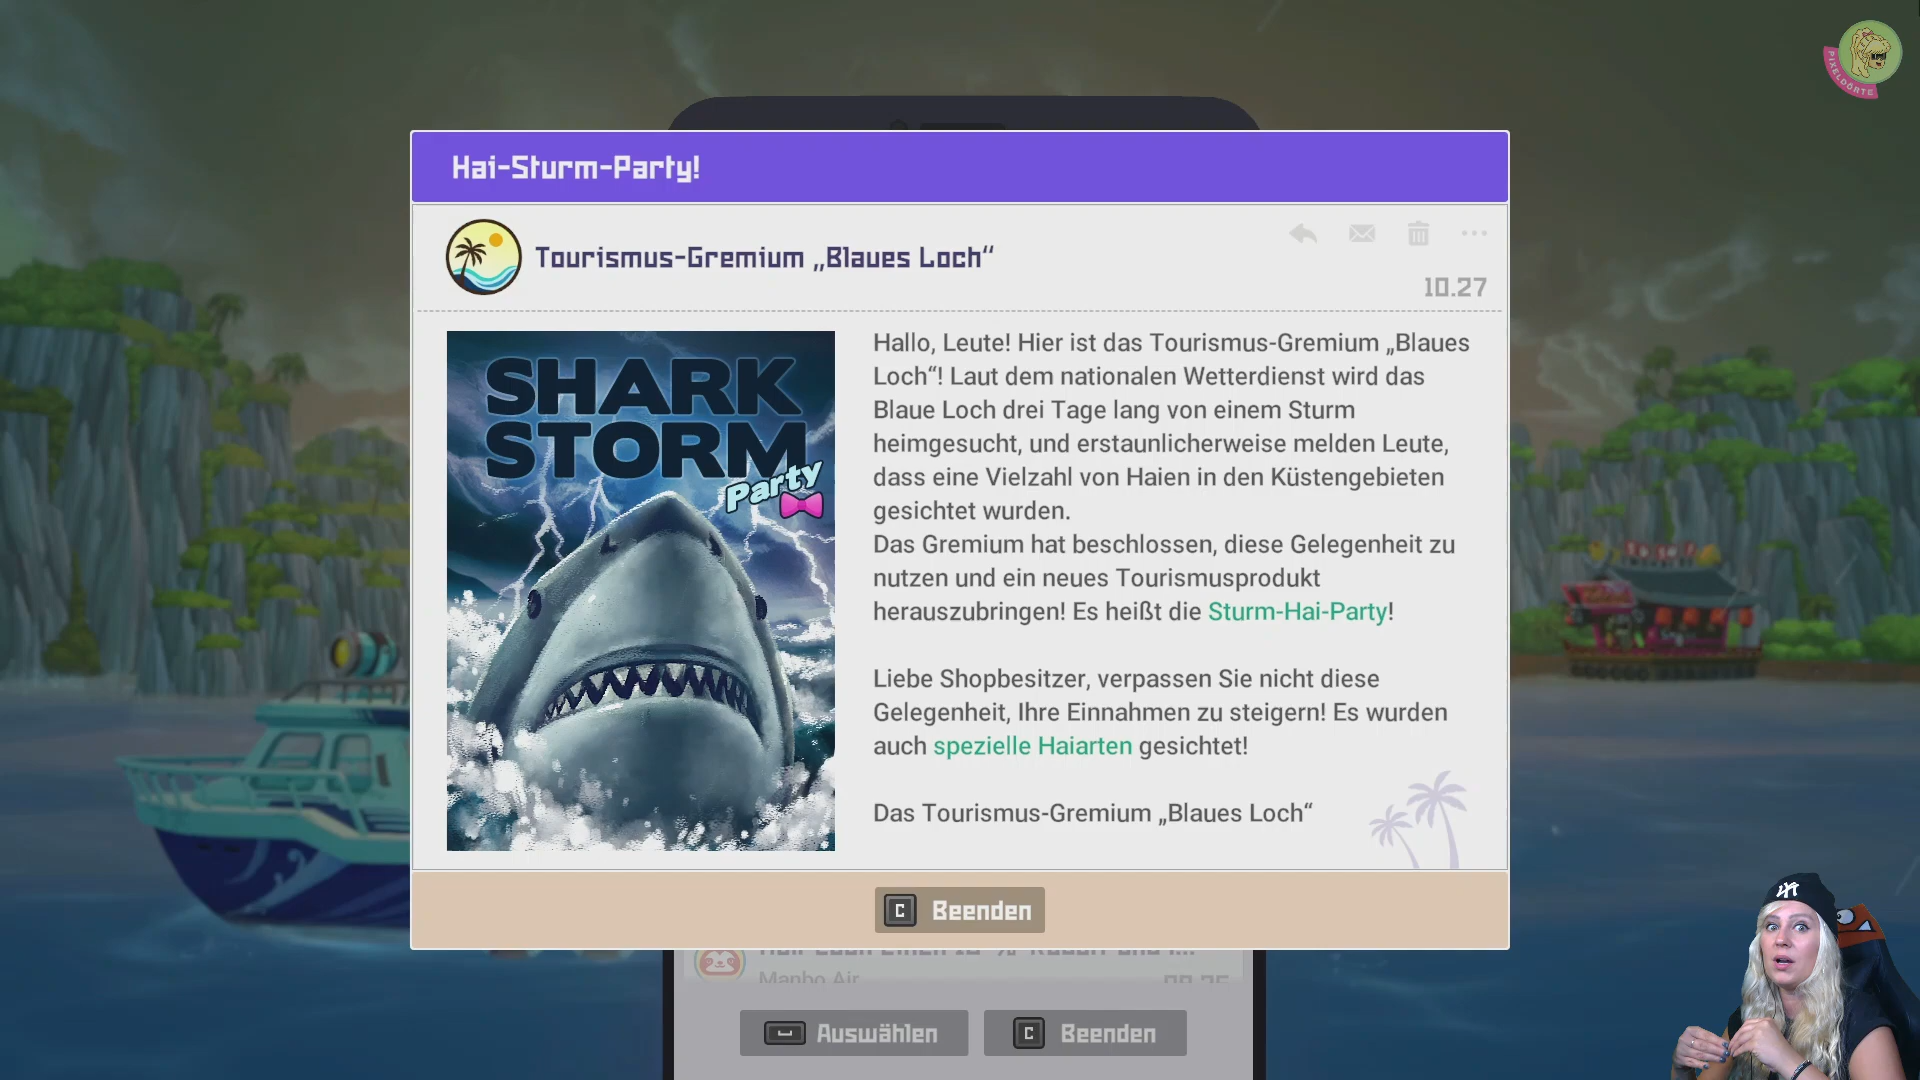 PIXELDÖRTE
Hai-Sturm-Party!
Tourismus-Gremium „Blaues Loch“
10.27
SHARK
STORM
Party
Hallo, Leute! Hier ist das Tourismus-Gremium „Blaues
Loch“! Laut dem nationalen Wetterdienst wird das
Blaue Loch drei Tage lang von einem Sturm
heimgesucht, und erstaunlicherweise melden Leute,
dass eine Vielzahl von Haien in den Küstengebieten
gesichtet wurden.
Das Gremium hat beschlossen, diese Gelegenheit zu
nutzen und ein neues Tourismusprodukt
herauszubringen! Es heißt die Sturm-Hai-Party!
Liebe Shopbesitzer, verpassen Sie nicht diese
Gelegenheit, Ihre Einnahmen zu steigern! Es wurden
auch spezielle Haiarten gesichtet!
Das Tourismus-Gremium „Blaues Loch“
C Beenden
Manbo Air
Auswählen
C Beenden